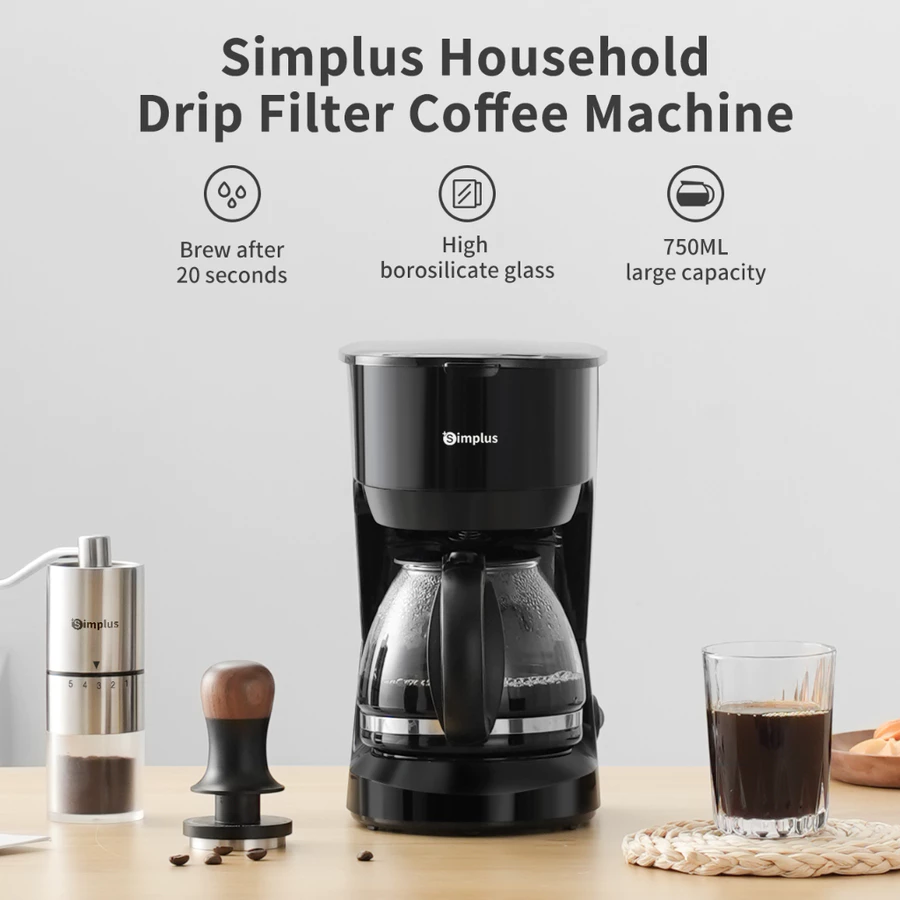 Simplus Household
Drip Filter Coffee Machine
Brew after
20 seconds
High
borosilicate glass
750ML
large capacity
Simplus
Simplus
5 4 3 2 1